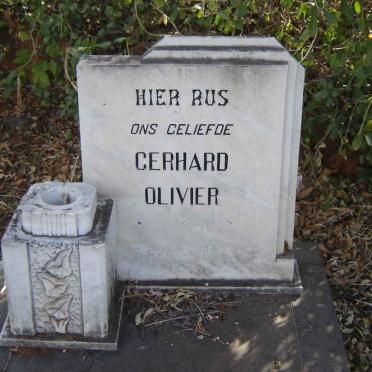 HIER RUS
ONS GELIEFDE
GERHARD
OLIVIER